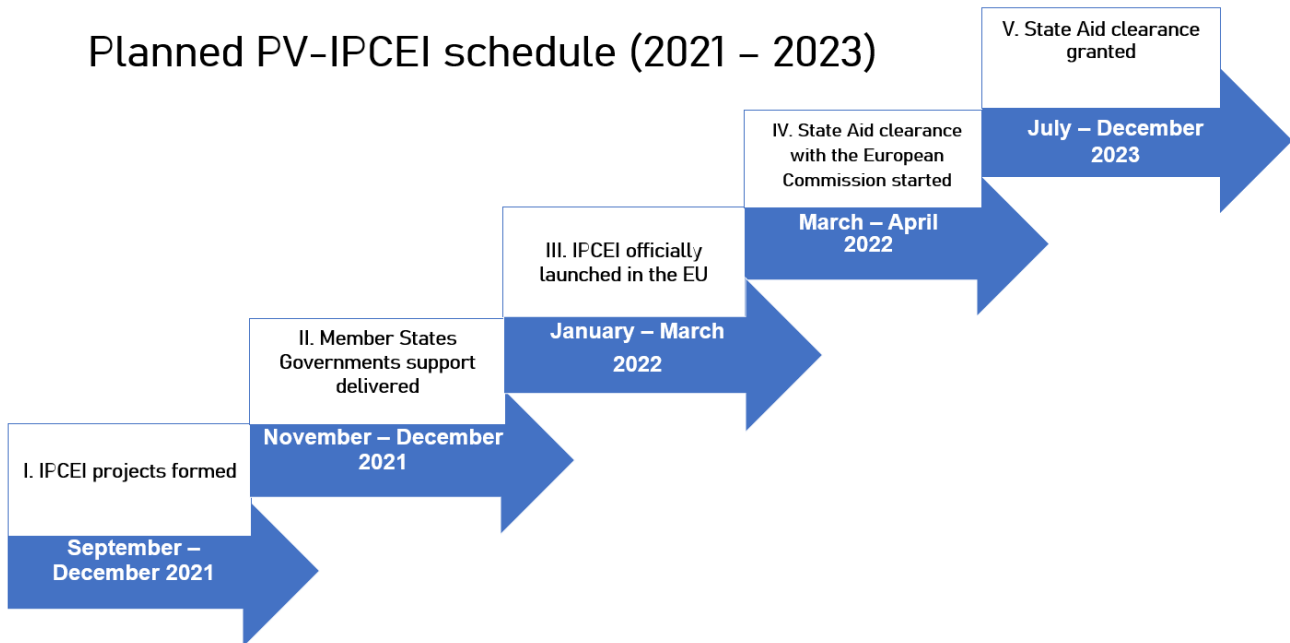 Planned PV-IPCEI schedule (2021 – 2023)
I. IPCEI projects formed
September –
December 2021
II. Member States
Governments support
delivered
November – December
2021
III. IPCEI officially
launched in the EU
January – March
2022
IV. State Aid clearance
with the European
Commission started
March – April
2022
V. State Aid clearance
granted
July – December
2023